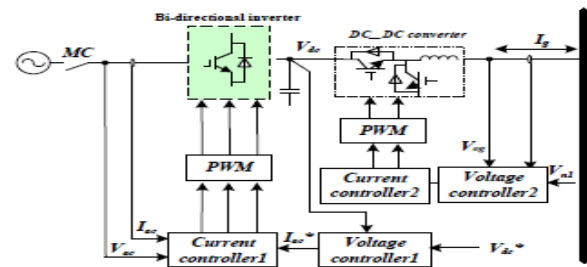 Bi-directional inverter
DC_DC converter
MC
V_dc
I_g
PWM
PWM
V_og
Current controller2
Voltage controller2
V_n1
I_ac
V_ac
Current controller1
I_ac*
Voltage controller1
V_dc*